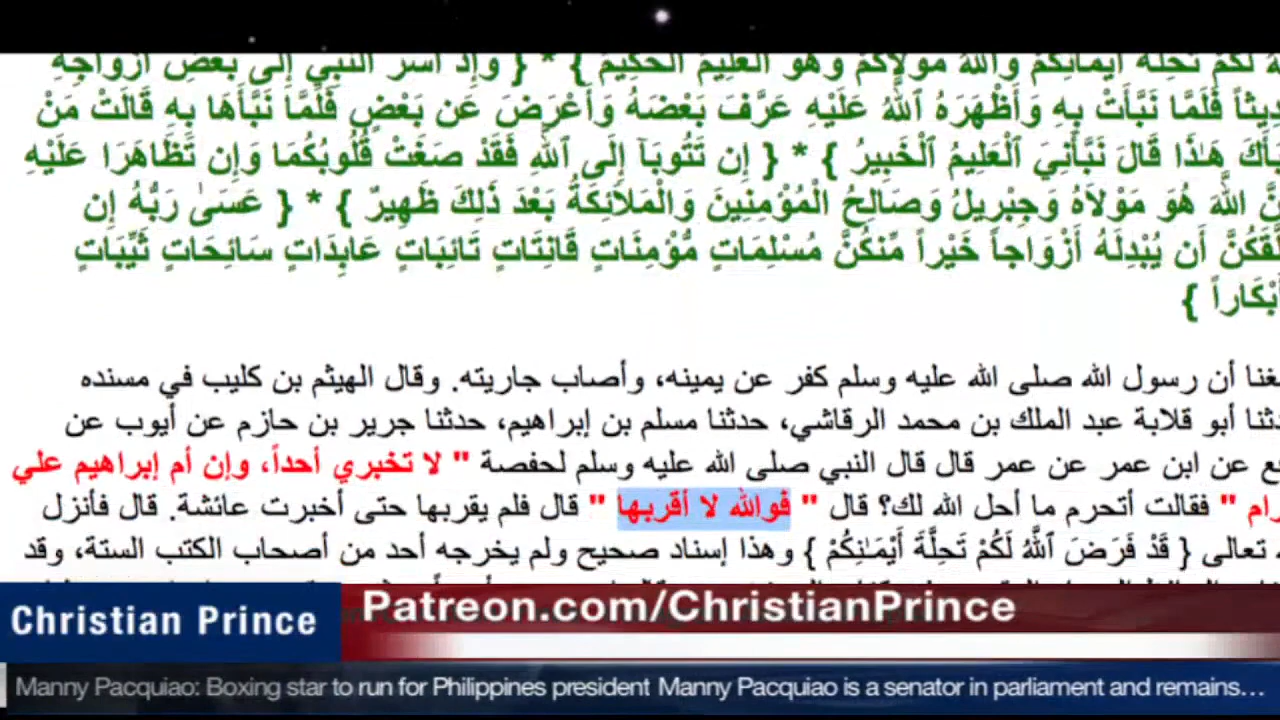 لَكُمْ تَحِلَّةَ أَيْمَانِكُمْ وَٱللَّهُ مَوْلاَكُمْ وَهُوَ ٱلْعَلِيمُ ٱلْحَكِيمُ } * { وَإِذَ أَسَرَّ ٱلنَّبِيُّ إِلَىٰ بَعْضِ أَزْوَاجِهِ
فَلَمَّا نَبَّأَتْ بِهِ وَأَظْهَرَهُ ٱللَّهُ عَلَيْهِ عَرَّفَ بَعْضَهُ وَأَعْرَضَ عَن بَعْضٍ فَلَمَّا نَبَّأَهَا بِهِ قَالَتْ مَنْ
هَـٰذَا قَالَ نَبَّأَنِيَ ٱلْعَلِيمُ ٱلْخَبِيرُ } * { إِن تَتُوبَآ إِلَى ٱللَّهِ فَقَدْ صَغَتْ قُلُوبُكُمَا وَإِن تَظَاهَرَا عَلَيْهِ
ٱللَّهَ هُوَ مَوْلاَهُ وَجِبْرِيلُ وَصَالِحُ ٱلْمُؤْمِنِينَ وَٱلْمَلاَئِكَةُ بَعْدَ ذَلِكَ ظَهِيرٌ } * { عَسَىٰ رَبُّهُ إِن
أَن يُبْدِلَهُ أَزْوَاجاً خَيْراً مِّنكُنَّ مُسْلِمَاتٍ مُّؤْمِنَاتٍ قَانِتَاتٍ تَائِبَاتٍ عَابِدَاتٍ سَائِحَاتٍ ثَيِّبَاتٍ
}
أن رسول الله صلى الله عليه وسلم كفر عن يمينه، وأصاب جاريته. وقال الهيثم بن كليب في مسنده
أبو قلابة عبد الملك بن محمد الرقاشي، حدثنا مسلم بن إبراهيم، حدثنا جرير بن حازم عن أيوب عن
عن ابن عمر عن عمر قال قال النبي صلى الله عليه وسلم لحفصة " لا تخبري أحداً، وإن أم إبراهيم علي
" فقالت أتحرم ما أحل الله لك؟ قال " فوالله لا أقربها " قال فلم يقربها حتى أخبرت عائشة. قال فأنزل
تعالى { قَدْ فَرَضَ ٱللَّهُ لَكُمْ تَحِلَّةَ أَيْمَـٰنِكُمْ } وهذا إسناد صحيح ولم يخرجه أحد من أصحاب الكتب الستة، وقد
Christian Prince
Patreon.com/ChristianPrince
Manny Pacquiao: Boxing star to run for Philippines president Manny Pacquiao is a senator in parliament and remains…